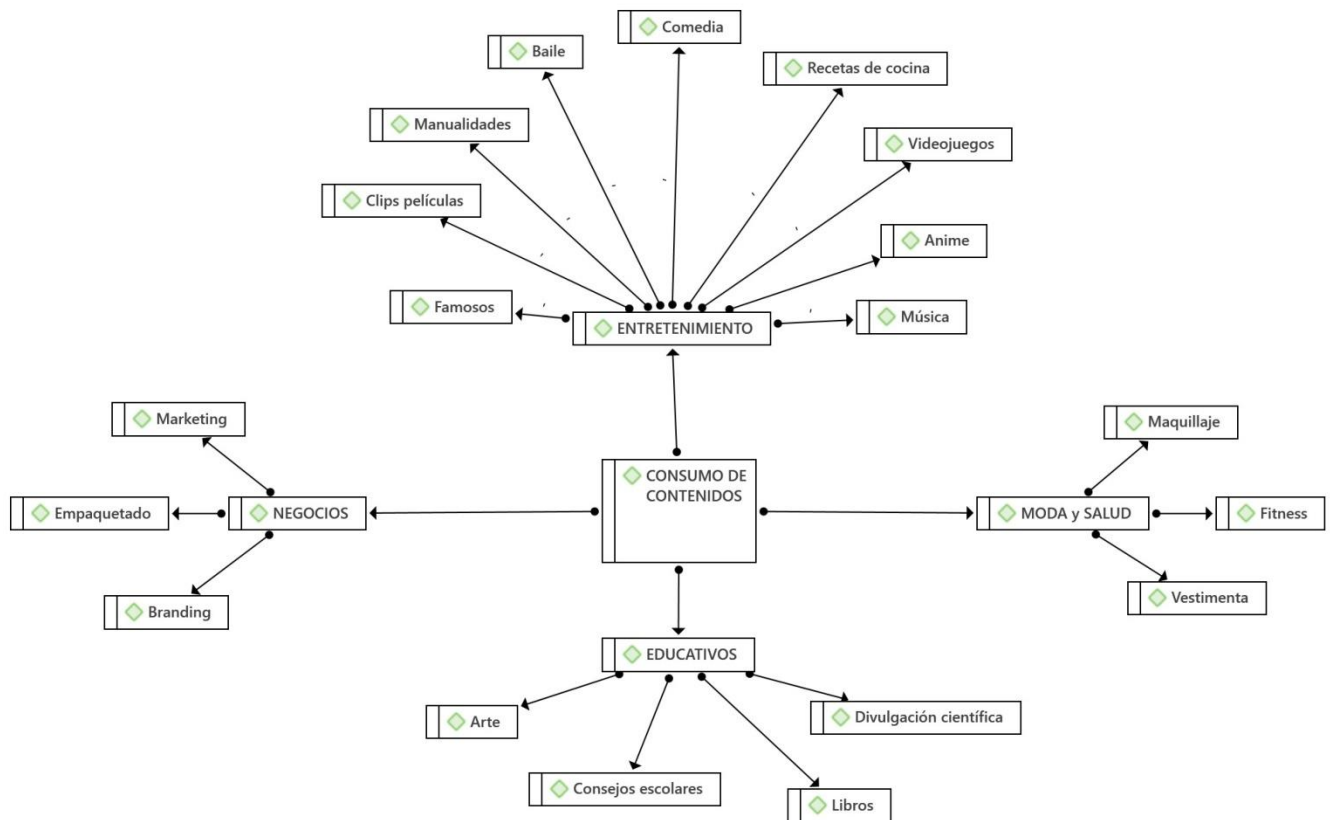 Comedia
Baile
Recetas de cocina
Manualidades
Videojuegos
Clips películas
Anime
Famosos
Música
ENTRETENIMIENTO
Marketing
Maquillaje
CONSUMO DE
CONTENIDOS
Empaquetado
NEGOCIOS
MODA y SALUD
Fitness
Branding
Vestimenta
EDUCATIVOS
Arte
Divulgación científica
Consejos escolares
Libros